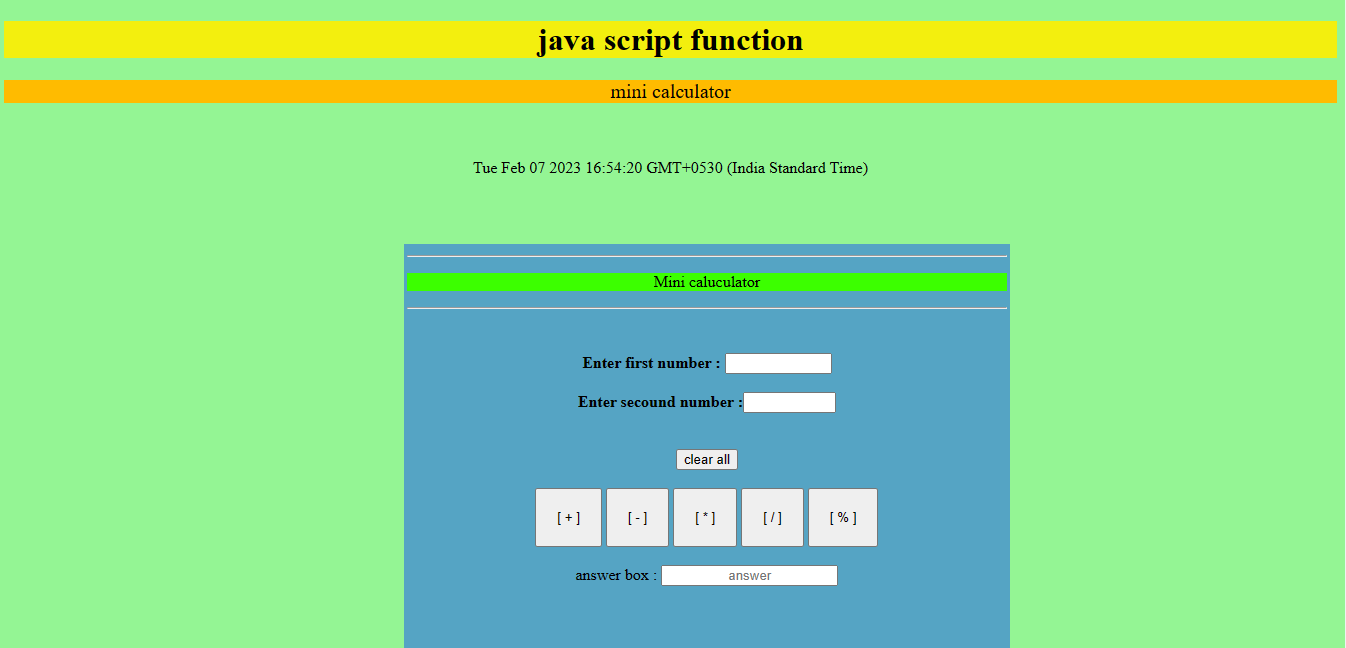 java script function
mini calculator
Tue Feb 07 2023 16:54:20 GMT+0530 (India Standard Time)
Mini caluculator
Enter first number :
Enter secound number :
clear all
[ + ] [ - ] [ * ] [ / ] [ % ]
answer box : answer